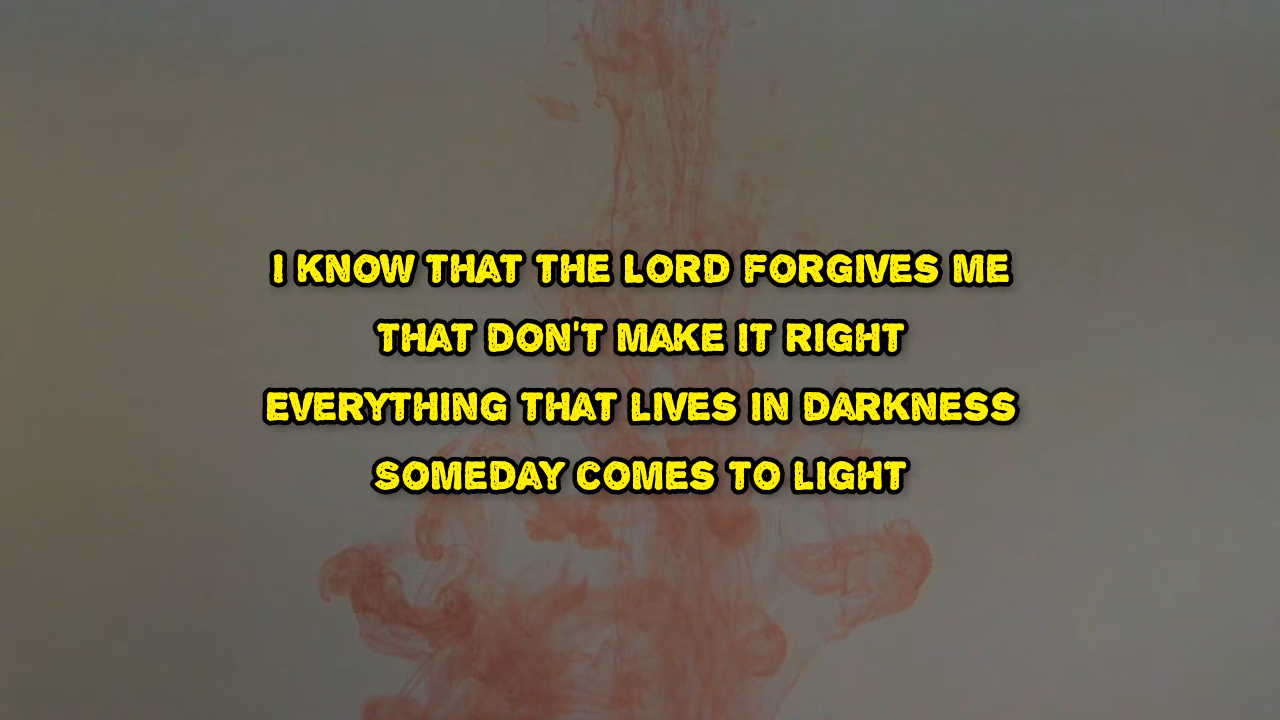 I KNOW THAT THE LORD FORGIVES ME
THAT DON'T MAKE IT RIGHT
EVERYTHING THAT LIVES IN DARKNESS
SOMEDAY COMES TO LIGHT